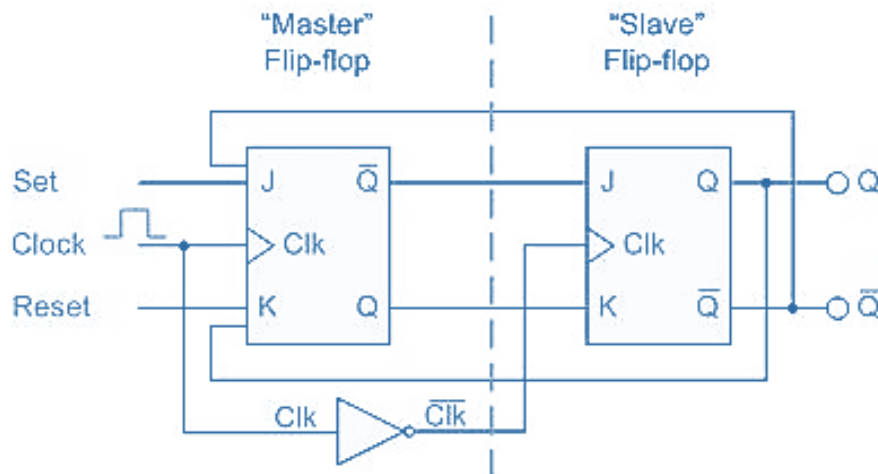 “Master”
Flip-flop
“Slave”
Flip-flop
Set
J
Q̅
J
Q
Q
Clock
Clk
Clk
Reset
K
Q
K
Q̅
Q̅
Clk
C̅l̅k̅